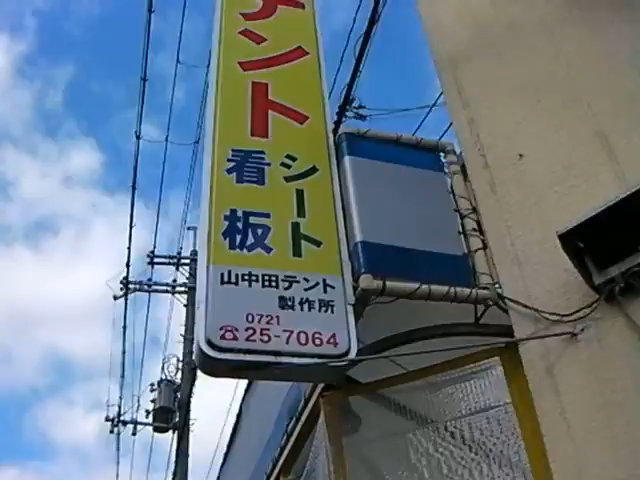 テント
シート
看板
山中田テント
製作所
0721
☎25-7064